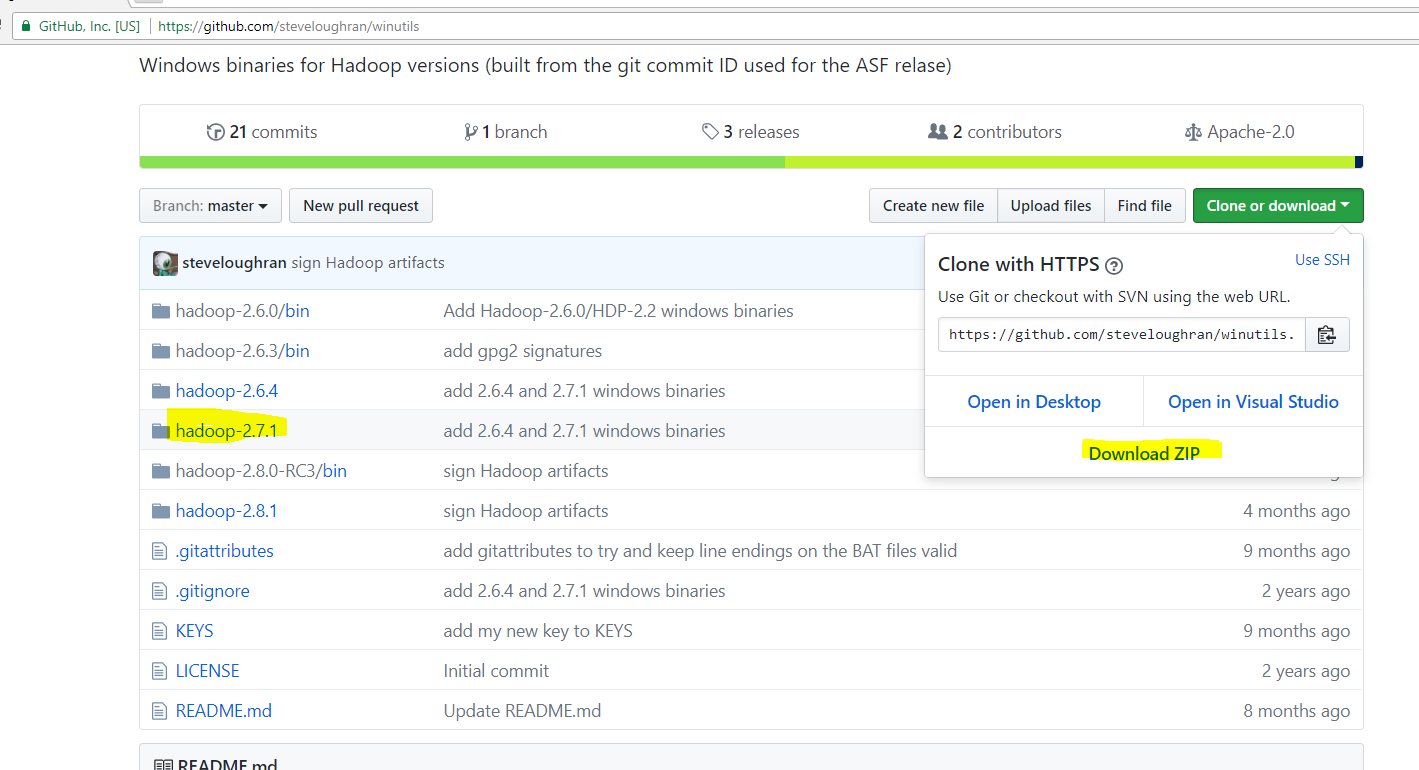 GitHub, Inc. [US] https://github.com/steveloughran/winutils
Windows binaries for Hadoop versions (built from the git commit ID used for the ASF relase)
21 commits 1 branch 3 releases 2 contributors Apache-2.0
Branch: master New pull request Create new file Upload files Find file Clone or download
steveloughran sign Hadoop artifacts
Clone with HTTPS Use SSH
Use Git or checkout with SVN using the web URL.
https://github.com/steveloughran/winutils.
Open in Desktop Open in Visual Studio
Download ZIP
hadoop-2.6.0/bin Add Hadoop-2.6.0/HDP-2.2 windows binaries
hadoop-2.6.3/bin add gpg2 signatures
hadoop-2.6.4 add 2.6.4 and 2.7.1 windows binaries
hadoop-2.7.1 add 2.6.4 and 2.7.1 windows binaries
hadoop-2.8.0-RC3/bin sign Hadoop artifacts
hadoop-2.8.1 sign Hadoop artifacts 4 months ago
.gitattributes add gitattributes to try and keep line endings on the BAT files valid 9 months ago
.gitignore add 2.6.4 and 2.7.1 windows binaries 2 years ago
KEYS add my new key to KEYS 9 months ago
LICENSE Initial commit 2 years ago
README.md Update README.md 8 months ago
README.md